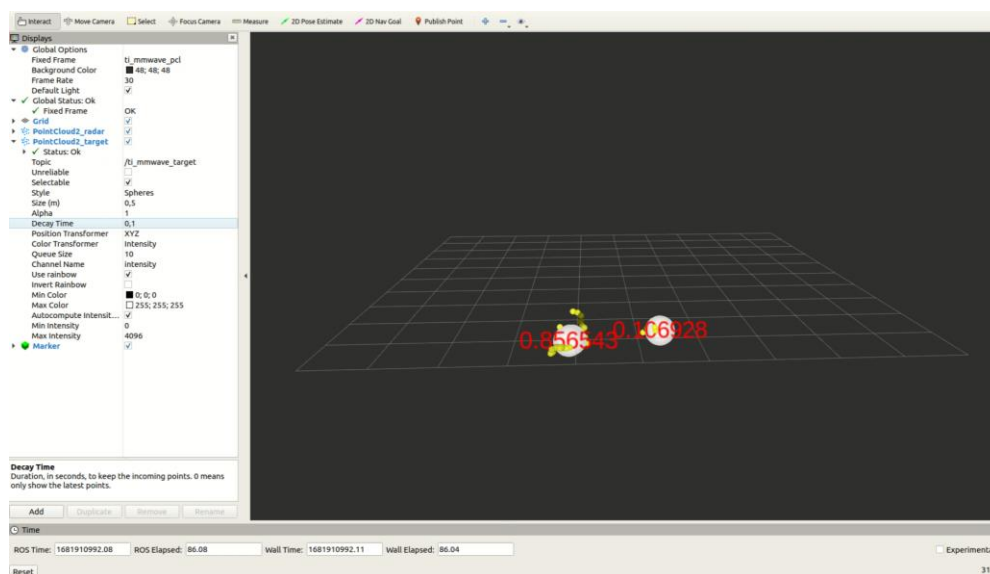 Interact Move Camera Select Focus Camera Measure 2D Pose Estimate 2D Nav Goal Publish Point
Displays
Global Options
Fixed Frame ti_mmwave_pcl
Background Color 48; 48; 48
Frame Rate 30
Default Light
Global Status: Ok
Fixed Frame OK
Grid
PointCloud2_radar
PointCloud2_target
Status: Ok
Topic /ti_mmwave_target
Unreliable
Selectable
Style Spheres
Size (m) 0,5
Alpha 1
Decay Time 0,1
Position Transformer XYZ
Color Transformer Intensity
Queue Size 10
Channel Name intensity
Use rainbow
Invert Rainbow
Min Color 0; 0; 0
Max Color 255; 255; 255
Autocompute Intensit...
Min Intensity 0
Max Intensity 4096
Marker
0.856543 0.106928
Decay Time
Duration, in seconds, to keep the incoming points. 0 means
only show the latest points.
Add Duplicate Remove Rename
Time
ROS Time: 1681910992.08 ROS Elapsed: 86.08 Wall Time: 1681910992.11 Wall Elapsed: 86.04 Experimenta
Reset 31